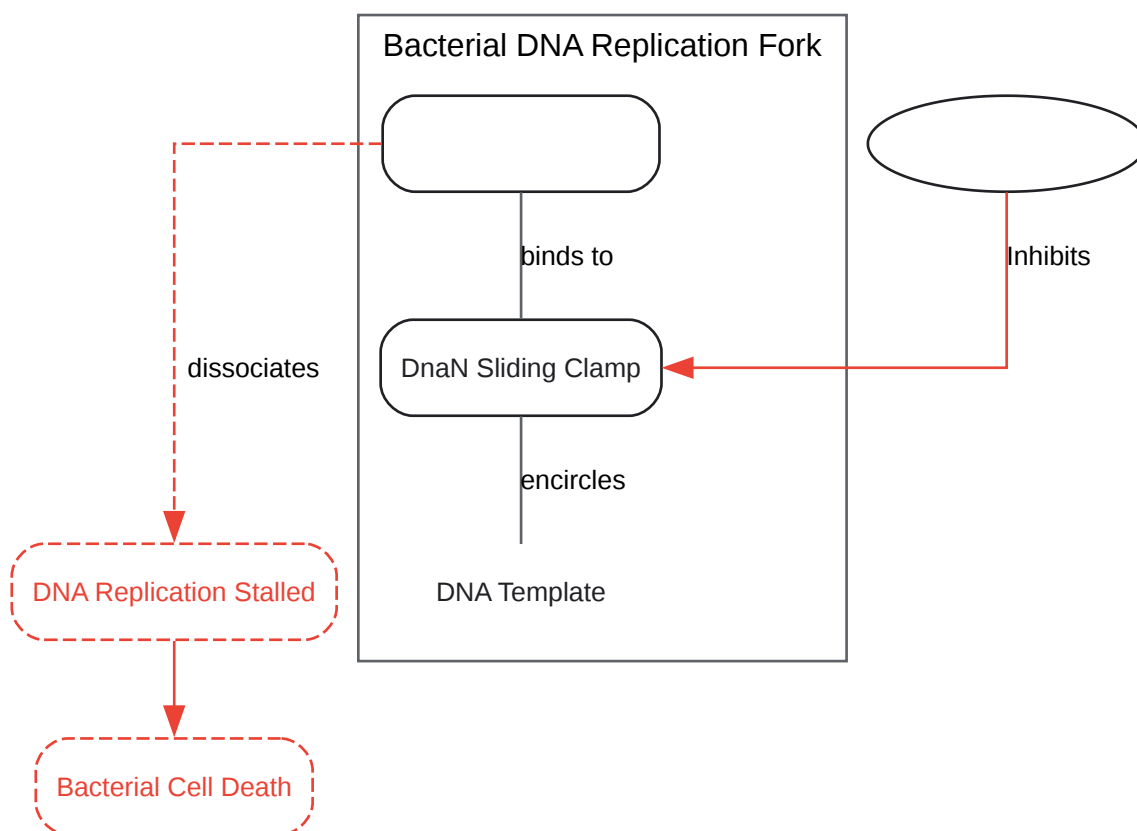 Bacterial DNA Replication Fork
binds to
Inhibits
dissociates
DnaN Sliding Clamp
encircles
DNA Replication Stalled
DNA Template
Bacterial Cell Death